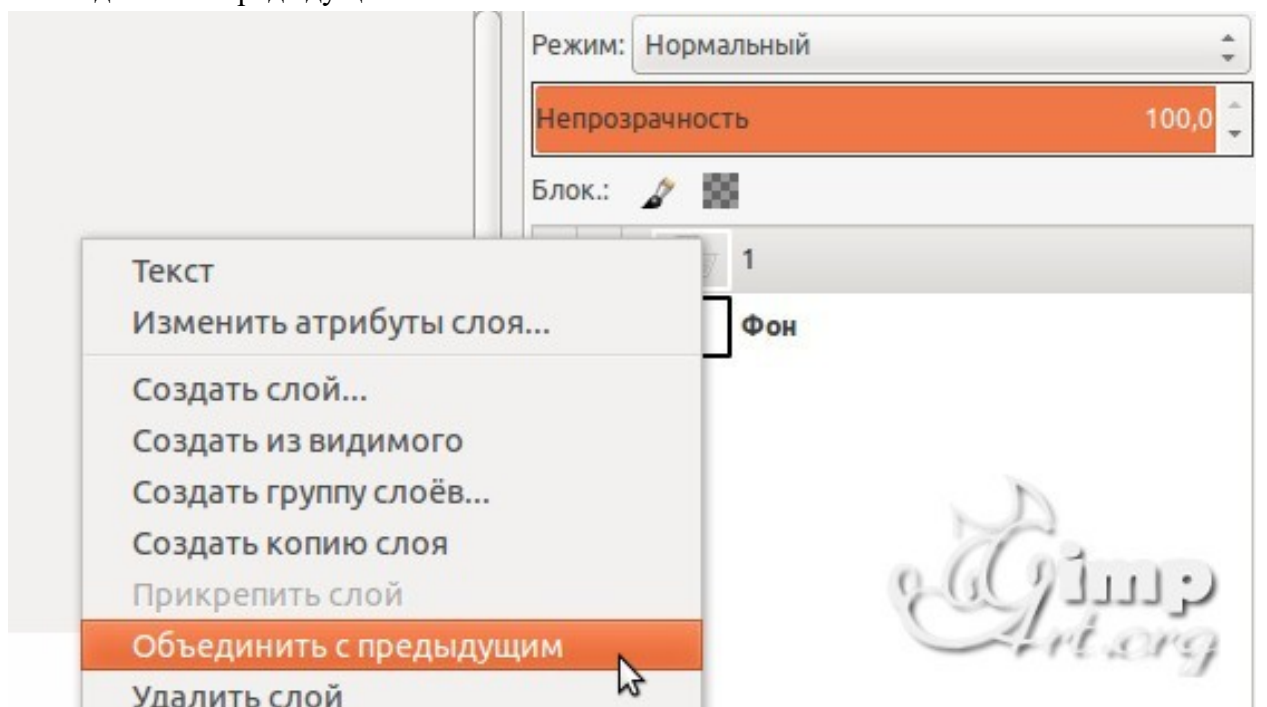 Режим: Нормальный
Непрозрачность 100,0
Блок.:
1
Фон
Текст
Изменить атрибуты слоя...
Создать слой...
Создать из видимого
Создать группу слоёв...
Создать копию слоя
Прикрепить слой
Объединить с предыдущим
Удалить слой
Gimp
Art.org